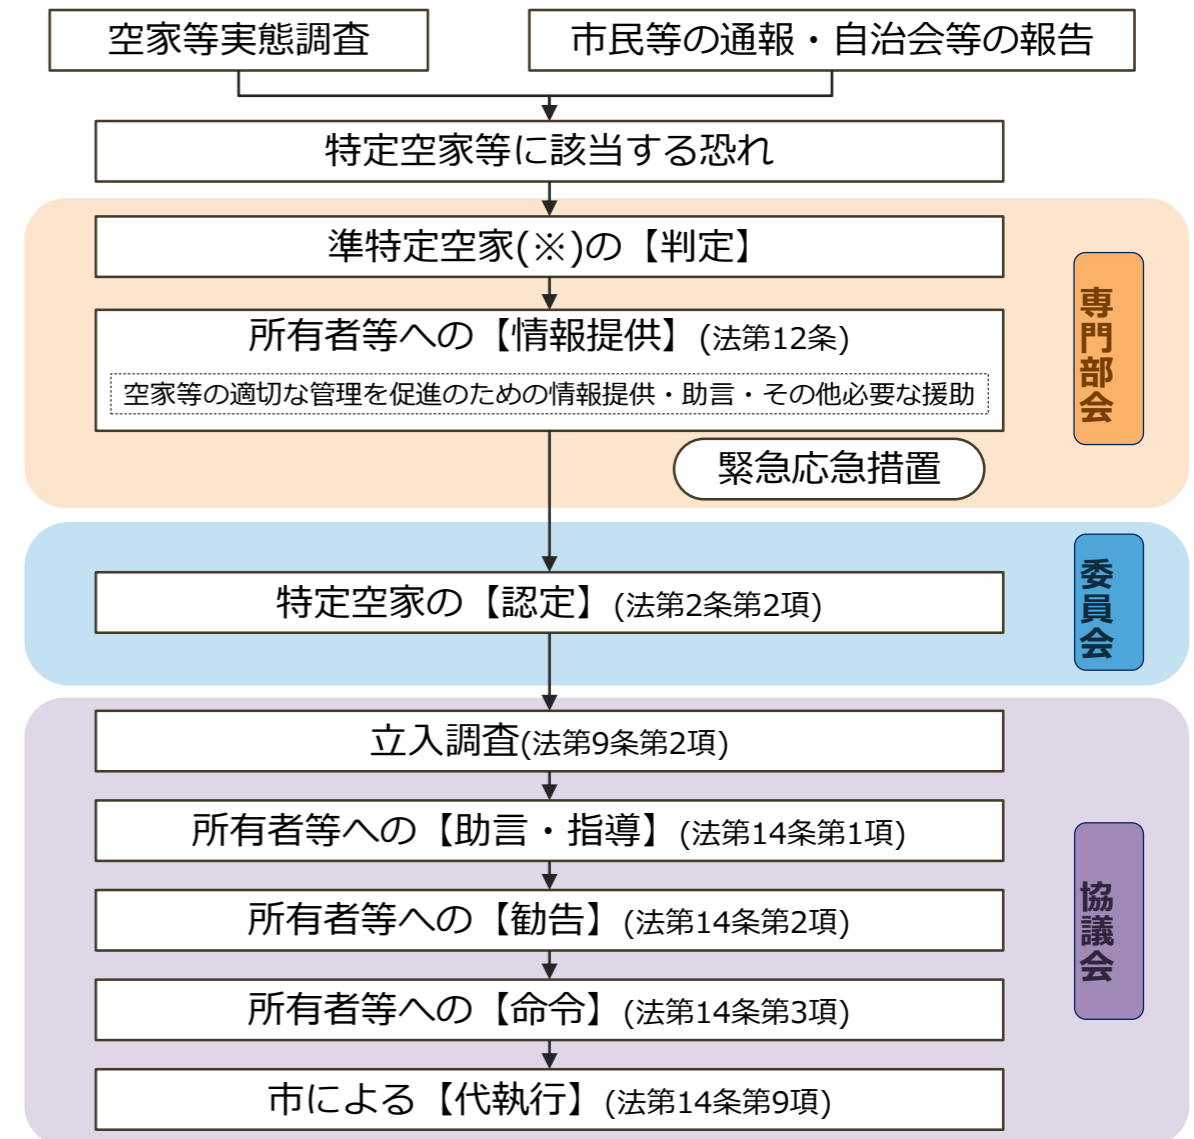 空家等実態調査
市民等の通報・自治会等の報告
特定空家等に該当する恐れ
準特定空家(※)の【判定】
所有者等への【情報提供】(法第12条)
空家等の適切な管理を促進のための情報提供・助言・その他必要な援助
緊急応急措置
専門部会
特定空家の【認定】(法第2条第2項)
委員会
立入調査(法第9条第2項)
所有者等への【助言・指導】(法第14条第1項)
所有者等への【勧告】(法第14条第2項)
所有者等への【命令】(法第14条第3項)
市による【代執行】(法第14条第9項)
協議会